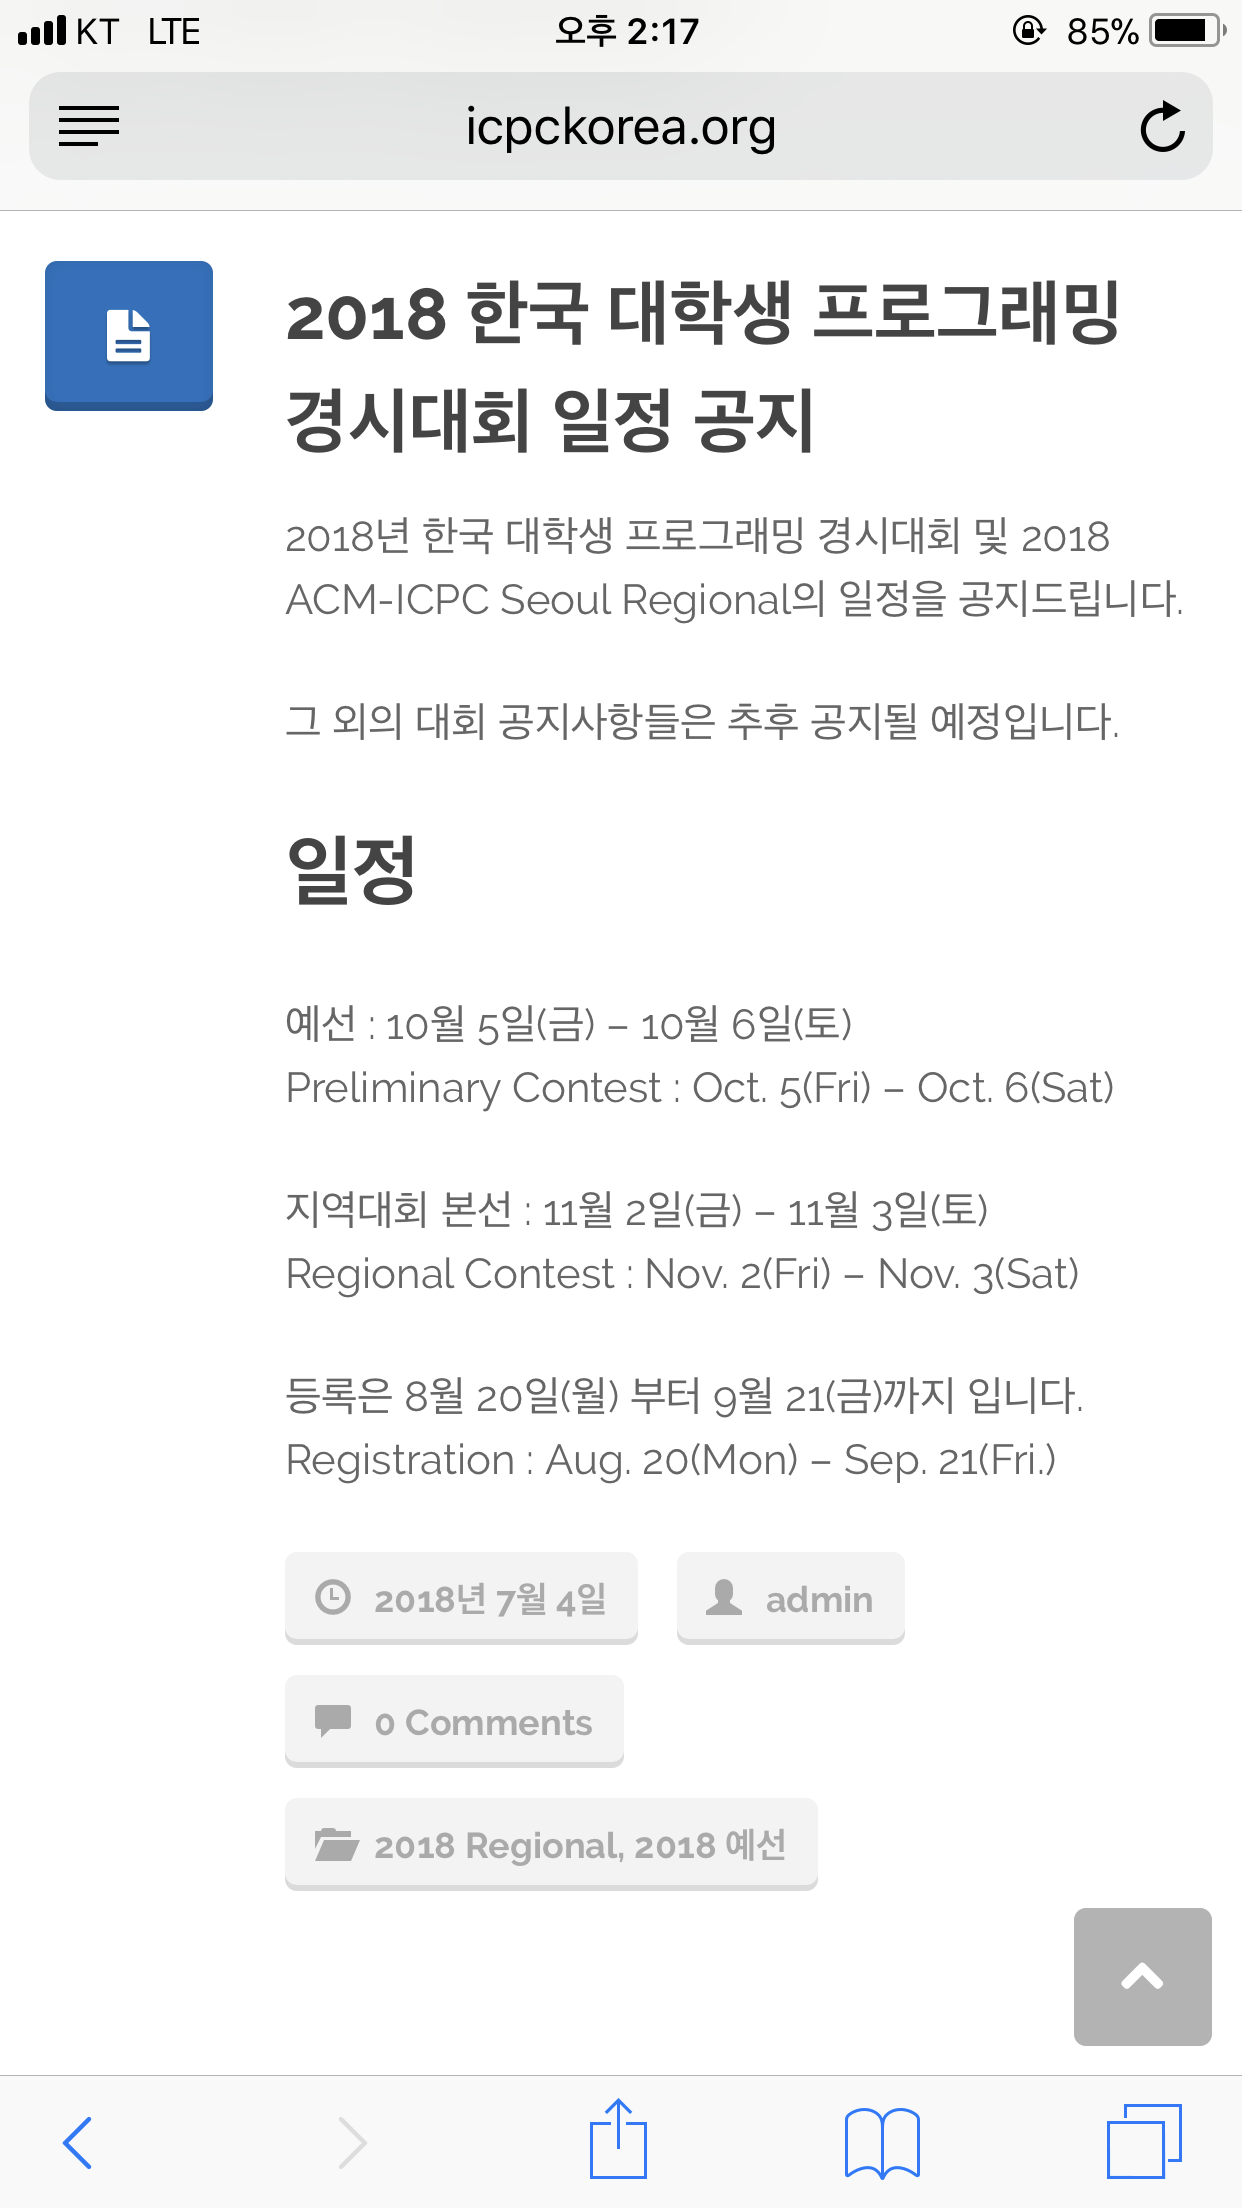 KT LTE 오후 2:17 85%
icpckorea.org
2018 한국 대학생 프로그래밍
경시대회 일정 공지
2018년 한국 대학생 프로그래밍 경시대회 및 2018
ACM-ICPC Seoul Regional의 일정을 공지드립니다.
그 외의 대회 공지사항들은 추후 공지될 예정입니다.
일정
예선 : 10월 5일(금) – 10월 6일(토)
Preliminary Contest : Oct. 5(Fri) – Oct. 6(Sat)
지역대회 본선 : 11월 2일(금) – 11월 3일(토)
Regional Contest : Nov. 2(Fri) – Nov. 3(Sat)
등록은 8월 20일(월) 부터 9월 21(금)까지 입니다.
Registration : Aug. 20(Mon) – Sep. 21(Fri.)
2018년 7월 4일 admin
0 Comments
2018 Regional, 2018 예선